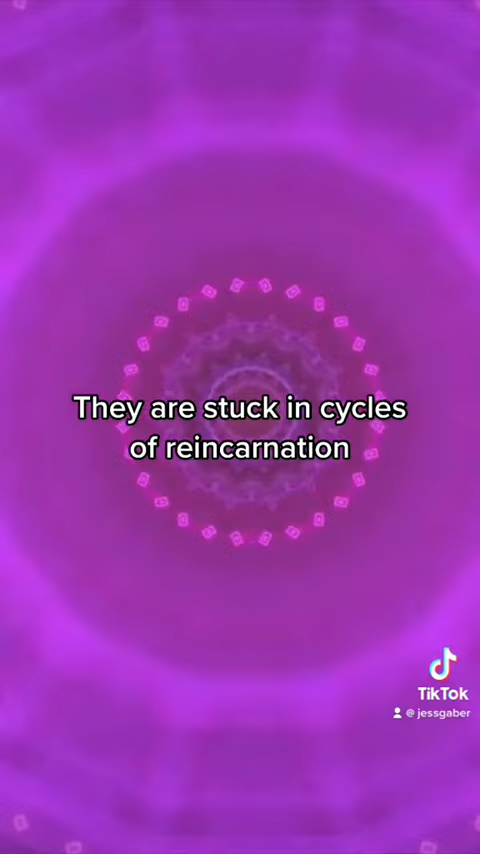 They are stuck in cycles
of reincarnation
TikTok
@ jessgaber